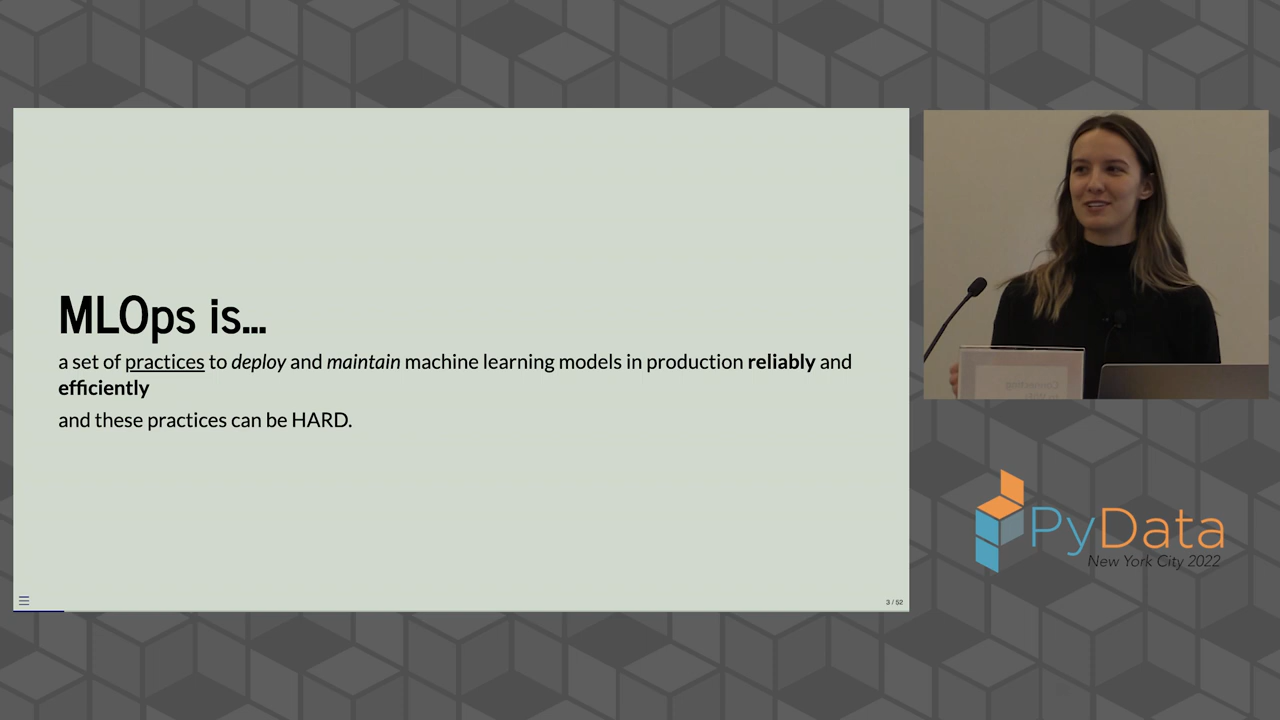 MLOps is...
a set of practices to deploy and maintain machine learning models in production reliably and
efficiently
and these practices can be HARD.
3 / 52
PyData
New York City 2022